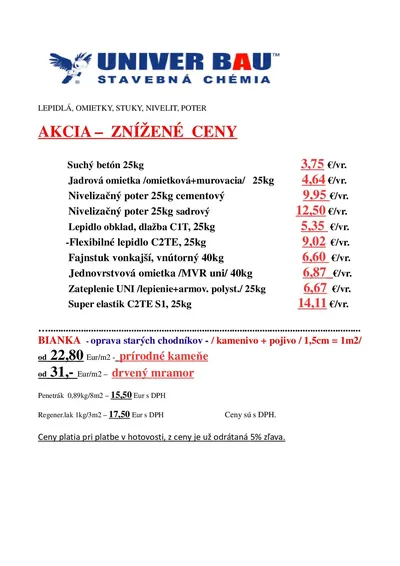 UNIVER BAU™
STAVEBNÁ CHÉMIA
LEPIDLÁ, OMIETKY, STUKY, NIVELIT, POTER
AKCIA – ZNÍŽENÉ CENY
Suchý betón 25kg 3,75 €/vr.
Jadrová omietka /omietková+murovacia/ 25kg 4,64 €/vr.
Nivelizačný poter 25kg cementový 9,95 €/vr.
Nivelizačný poter 25kg sadrový 12,50 €/vr.
Lepidlo obklad, dlažba C1T, 25kg 5,35 €/vr.
-Flexibilné lepidlo C2TE, 25kg 9,02 €/vr.
Fajnstuk vonkajší, vnútorný 40kg 6,60 €/vr.
Jednovrstvová omietka /MVR uni/ 40kg 6,87 €/vr.
Zateplenie UNI /lepienie+armov. polyst./ 25kg 6,67 €/vr.
Super elastik C2TE S1, 25kg 14,11 €/vr.
BIANKA - oprava starých chodníkov - / kamenivo + pojivo / 1,5cm = 1m2/
od 22,80 Eur/m2 - prírodné kameňe
od 31,- Eur/m2 – drvený mramor
Penetrák 0,89kg/8m2 – 15,50 Eur s DPH
Regener.lak 1kg/3m2 – 17,50 Eur s DPH Ceny sú s DPH.
Ceny platia pri platbe v hotovosti, z ceny je už odrátaná 5% zľava.